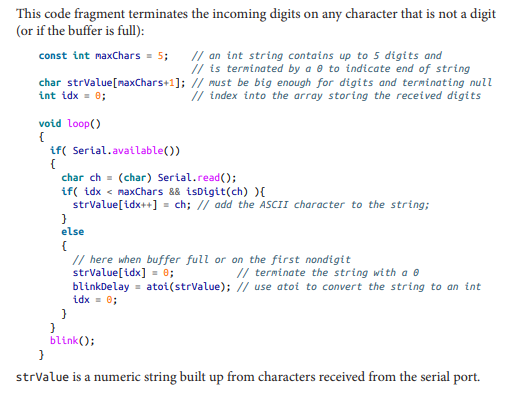 This code fragment terminates the incoming digits on any character that is not a digit
(or if the buffer is full):
const int maxChars = 5;    // an int string contains up to 5 digits and
                           // is terminated by a 0 to indicate end of string
char strValue[maxChars+1]; // must be big enough for digits and terminating null
int idx = 0;               // index into the array storing the received digits

void loop()
{
  if( Serial.available())
  {
    char ch = (char) Serial.read();
    if( idx < maxChars && isDigit(ch) ){
      strValue[idx++] = ch; // add the ASCII character to the string;
    }
    else
    {
      // here when buffer full or on the first nondigit
      strValue[idx] = 0;           // terminate the string with a 0
      blinkDelay = atoi(strValue); // use atoi to convert the string to an int
      idx = 0;
    }
  }
  blink();
}
strValue is a numeric string built up from characters received from the serial port.